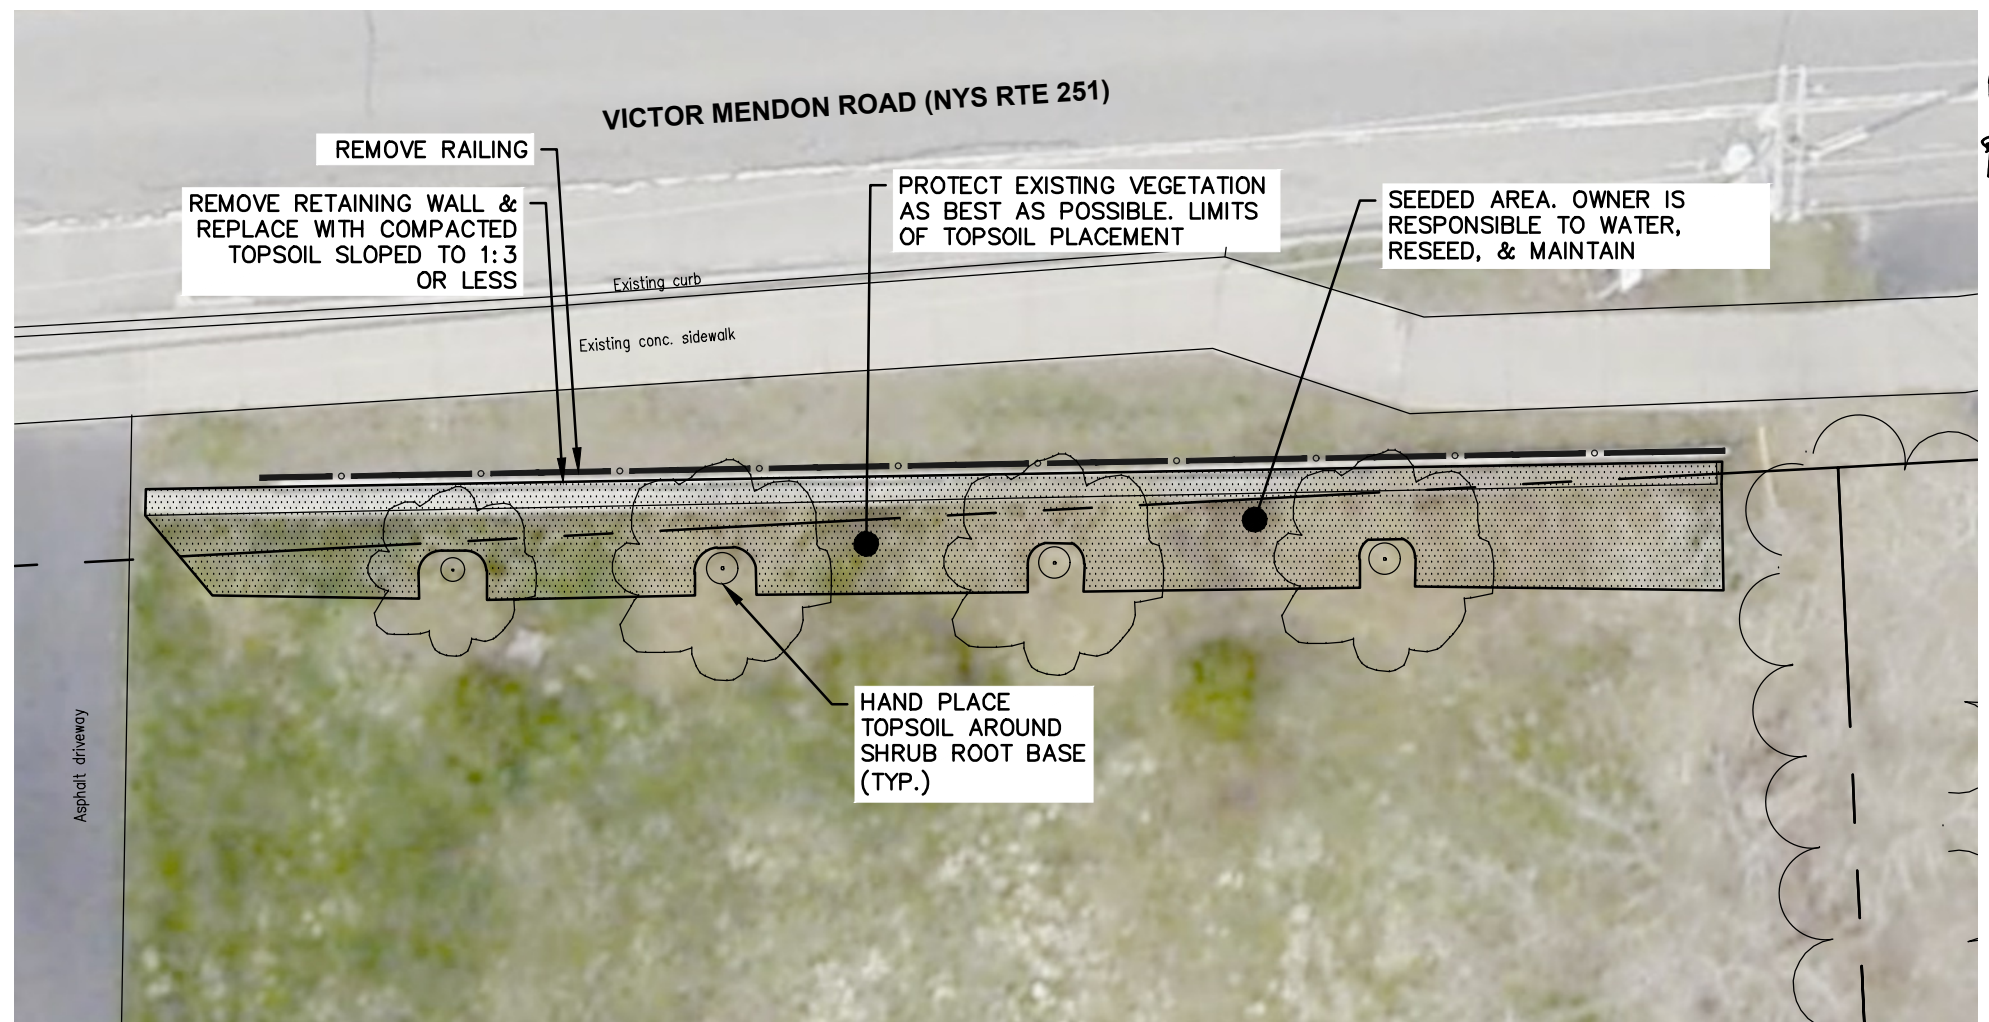 VICTOR MENDON ROAD (NYS RTE 251)
REMOVE RAILING
REMOVE RETAINING WALL &
REPLACE WITH COMPACTED
TOPSOIL SLOPED TO 1:3
OR LESS
PROTECT EXISTING VEGETATION
AS BEST AS POSSIBLE. LIMITS
OF TOPSOIL PLACEMENT
SEEDED AREA. OWNER IS
RESPONSIBLE TO WATER,
RESEED, & MAINTAIN
Existing curb
Existing conc. sidewalk
HAND PLACE
TOPSOIL AROUND
SHRUB ROOT BASE
(TYP.)
Asphalt driveway